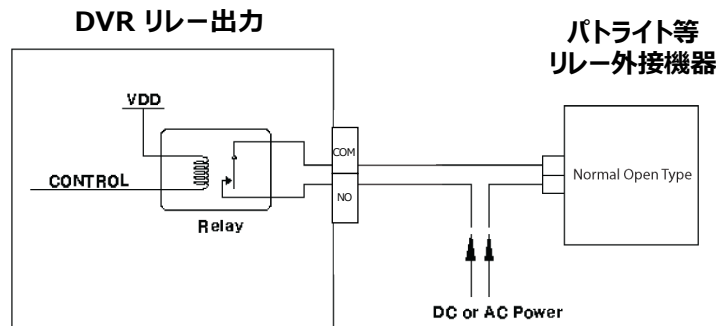 DVR リレー出力
パトライト等
リレー外接機器
VDD
CONTROL
Relay
COM
NO
Normal Open Type
DC or AC Power